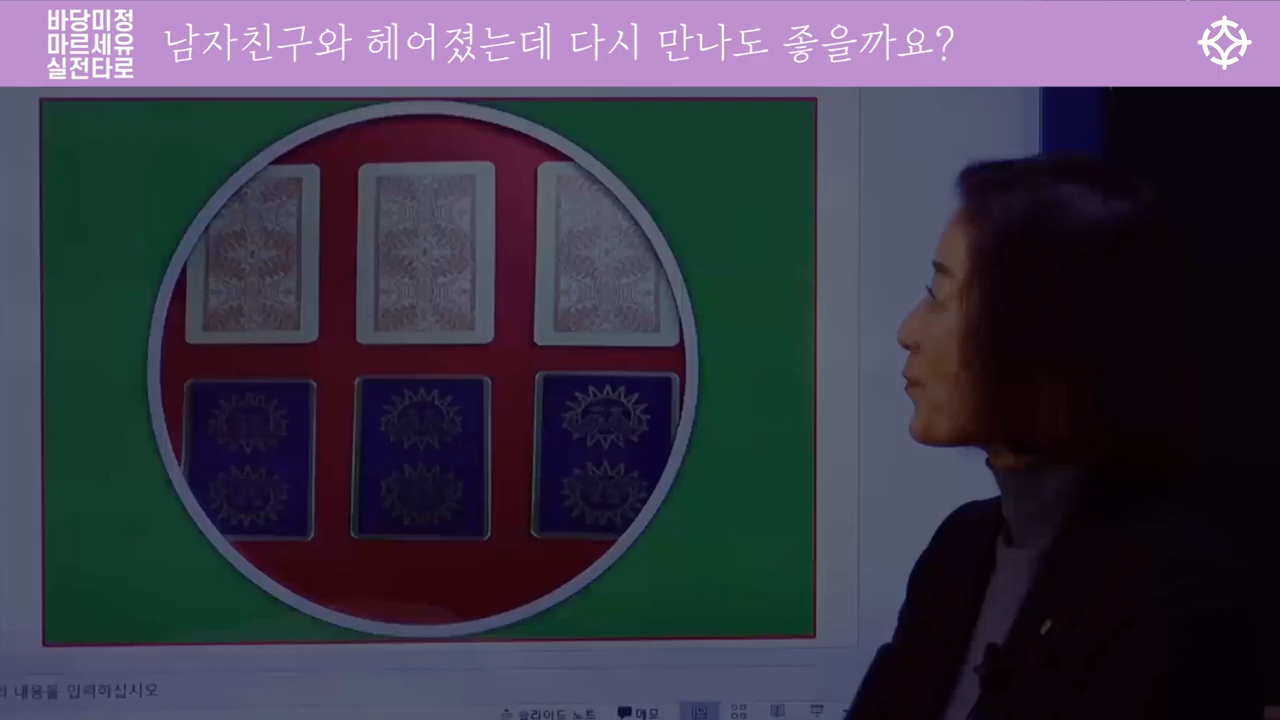 바당미정
마르세유
실전타로
남자친구와 헤어졌는데 다시 만나도 좋을까요?
내용을 입력하십시오
슬라이드 노트
메모